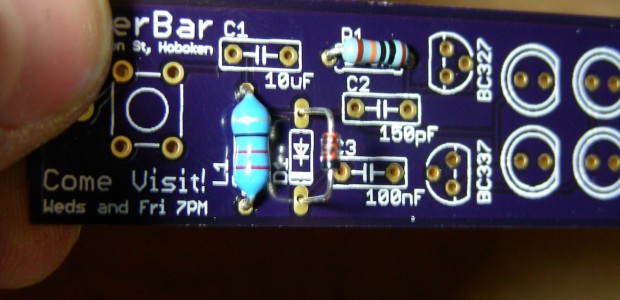 erBar
on St, Hoboken
C1
10uF
R1
BC327
C2
150pF
L1
C3
100nF
BC337
Come Visit!
Weds and Fri 7PM